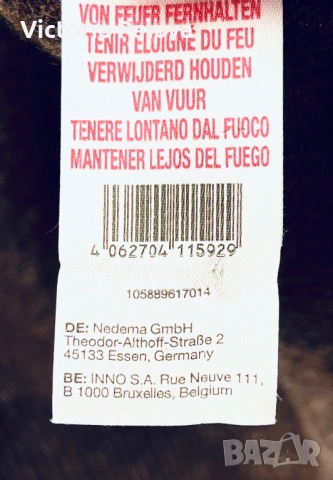 VON FEUER FERNHALTEN
TENIR ELOIGNE DU FEU
VERWIJDERD HOUDEN
VAN VUUR
TENERE LONTANO DAL FUOCO
MANTENER LEJOS DEL FUEGO
4 062704 115929
105889617014
DE: Nedema GmbH
Theodor-Althoff-Straße 2
45133 Essen, Germany
BE: INNO S.A. Rue Neuve 111,
B 1000 Bruxelles, Belgium
BAZAR
bg